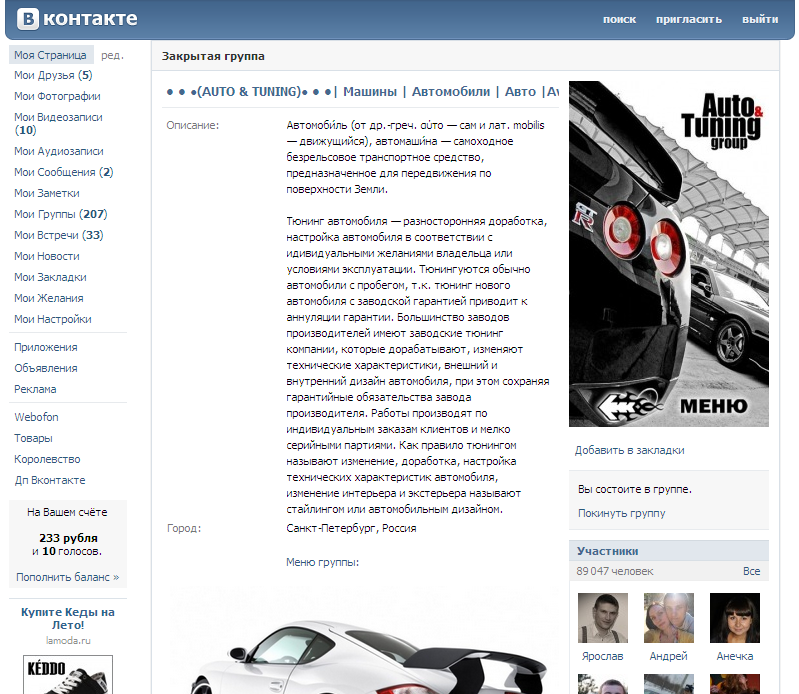 В контакте
поиск пригласить выйти
Моя Страница ред.
Мои Друзья (5)
Мои Фотографии
Мои Видеозаписи
(10)
Мои Аудиозаписи
Мои Сообщения (2)
Мои Заметки
Мои Группы (207)
Мои Встречи (33)
Мои Новости
Мои Закладки
Мои Желания
Мои Настройки
Приложения
Объявления
Реклама
Webofon
Товары
Королевство
Дп Вконтакте
На Вашем счёте
233 рубля
и 10 голосов.
Пополнить баланс »
Купите Кеды на
Лето!
lamoda.ru
KÉDDO
Закрытая группа
• • •(AUTO & TUNING)• • •| Машины | Автомобили | Авто |Av
Описание:
Автомоби́ль (от др.-греч. αὐτο — сам и лат. mobilis
— движущийся), автомаши́на — самоходное
безрельсовое транспортное средство,
предназначенное для передвижения по
поверхности Земли.
Тюнинг автомобиля — разносторонняя доработка,
настройка автомобиля в соответствии с
идивидуальными желаниями владельца или
условиями эксплуатации. Тюнингуются обычно
автомобили с пробегом, т.к. тюнинг нового
автомобиля с заводской гарантией приводит к
аннуляции гарантии. Большинство заводов
производителей имеют заводские тюнинг
компании, которые дорабатывают, изменяют
технические характеристики, внешний и
внутренний дизайн автомобиля, при этом сохраняя
гарантийные обязательства завода
производителя. Работы производят по
индивидуальным заказам клиентов и мелко
серийными партиями. Как правило тюнингом
называют изменение, доработка, настройка
технических характеристик автомобиля,
изменение интерьера и экстерьера называют
стайлингом или автомобильным дизайном.
Город:
Санкт-Петербург, Россия
Меню группы:
Auto&
Tuning
group
GT R
МЕНЮ
Добавить в закладки
Вы состоите в группе.
Покинуть группу
Участники
89 047 человек Все
Ярослав Андрей Анечка